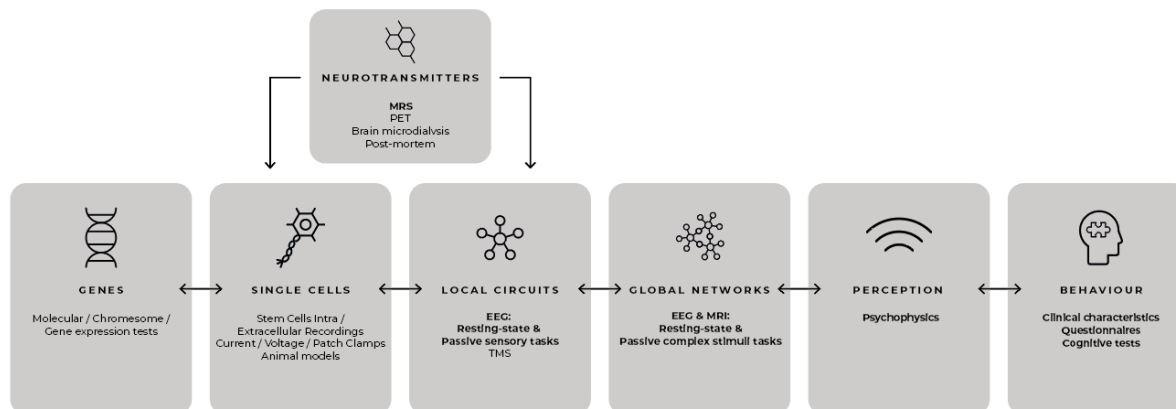 NEUROTRANSMITTERS
MRS
PET
Brain microdialysis
Post-mortem
GENES
Molecular / Chromosome /
Gene expression tests
SINGLE CELLS
Stem Cells Intra /
Extracellular Recordings
Current / Voltage / Patch Clamps
Animal models
LOCAL CIRCUITS
EEG:
Resting-state &
Passive sensory tasks
TMS
GLOBAL NETWORKS
EEG & MRI:
Resting-state &
Passive complex stimuli tasks
PERCEPTION
Psychophysics
BEHAVIOUR
Clinical characteristics
Questionnaires
Cognitive tests